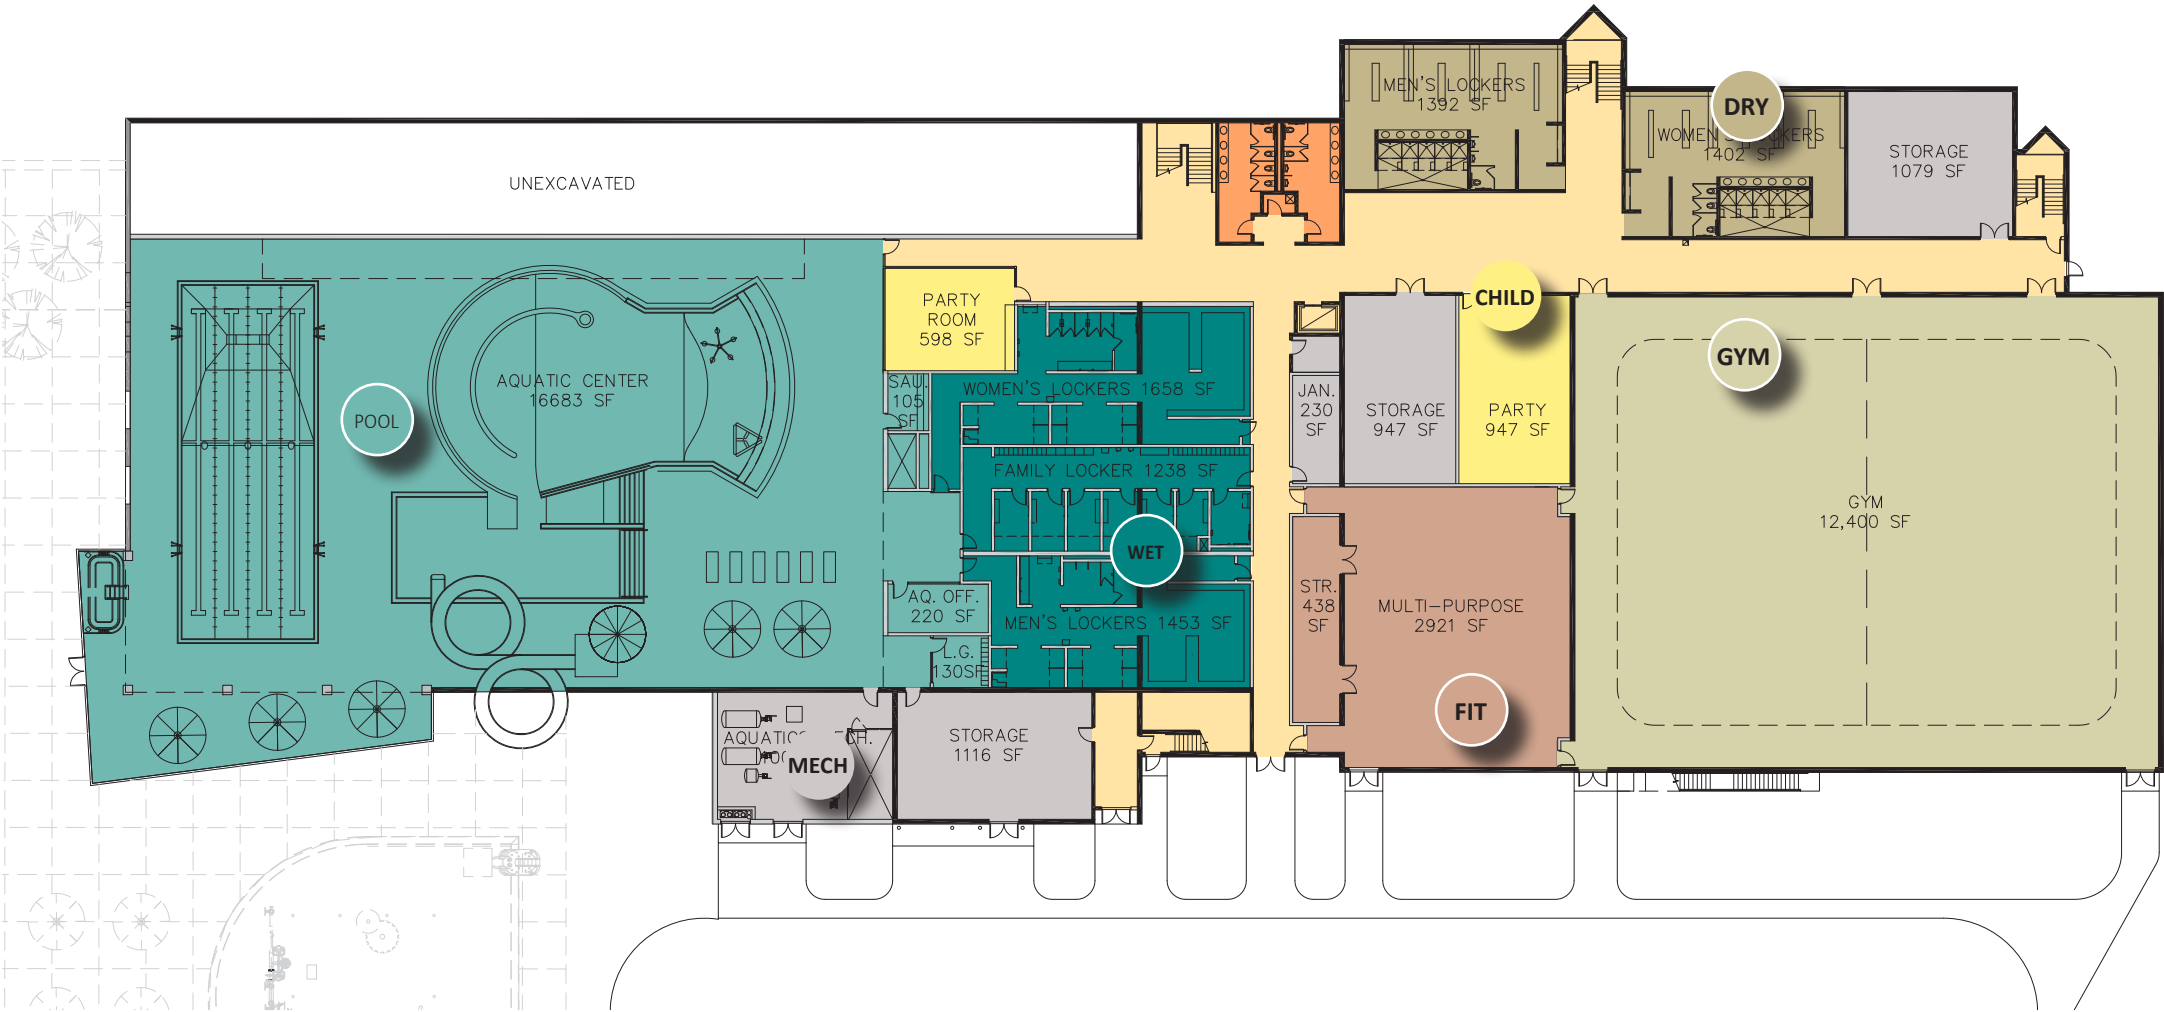 MEN'S LOCKERS
1392 SF
DRY
WOMEN'S LOCKERS
1402 SF
STORAGE
1079 SF
UNEXCAVATED
PARTY
ROOM
598 SF
CHILD
GYM
POOL
AQUATIC CENTER
16683 SF
SAU.
105
SF
WOMEN'S LOCKERS 1658 SF
JAN.
230
SF
STORAGE
947 SF
PARTY
947 SF
FAMILY LOCKER 1238 SF
GYM
12,400 SF
WET
AQ. OFF.
220 SF
MEN'S LOCKERS 1453 SF
STR.
438
SF
MULTI-PURPOSE
2921 SF
L.G.
130SF
FIT
AQUATICS
MECH
STORAGE
1116 SF